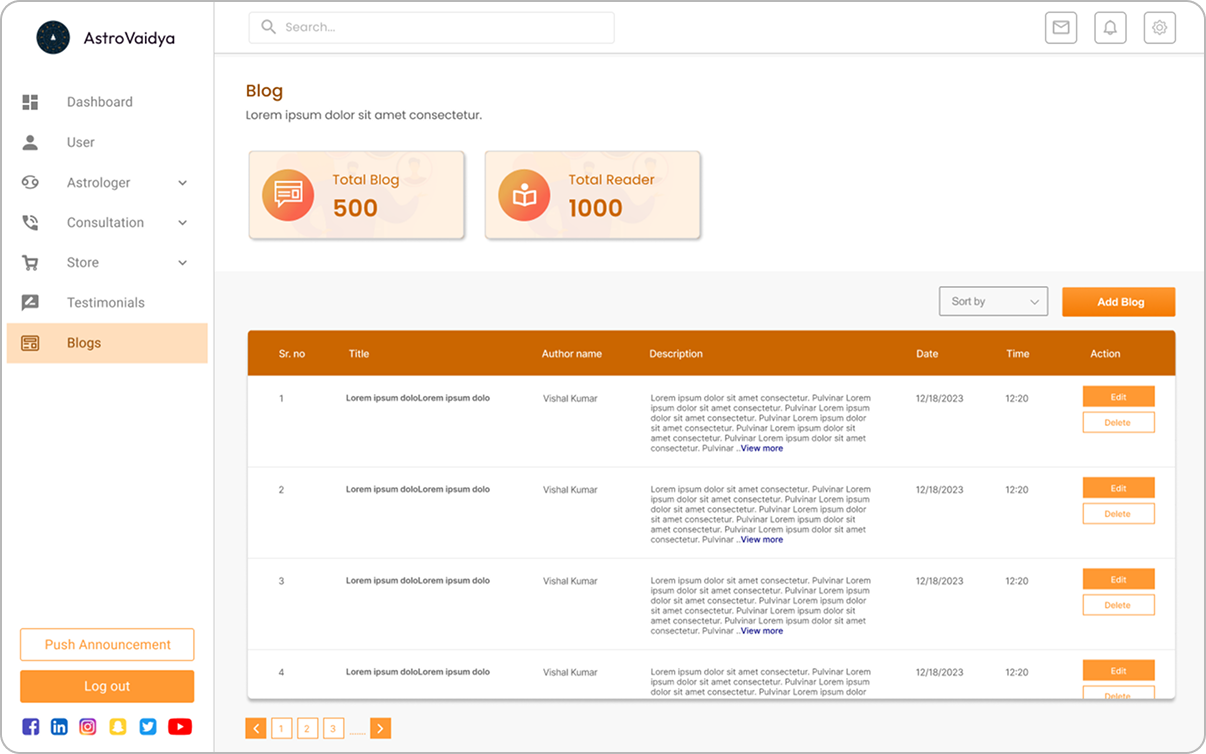 AstroVaidya
Search...
Dashboard
User
Astrologer
Consultation
Store
Testimonials
Blogs
Push Announcement
Log out
Blog
Lorem ipsum dolor sit amet consectetur.
Total Blog
500
Total Reader
1000
Sort by
Add Blog
Sr. no Title Author name Description Date Time Action
1 Lorem ipsum doloLorem ipsum dolo Vishal Kumar Lorem ipsum dolor sit amet consectetur. Pulvinar Lorem 12/18/2023 12:20 Edit
ipsum dolor sit amet consectetur. Pulvinar Lorem ipsum
dolor sit amet consectetur. Pulvinar Lorem ipsum dolor
sit amet consectetur. Pulvinar Lorem ipsum dolor sit Delete
amet consectetur. Pulvinar Lorem ipsum dolor sit amet
consectetur. Pulvinar ..View more
2 Lorem ipsum doloLorem ipsum dolo Vishal Kumar Lorem ipsum dolor sit amet consectetur. Pulvinar Lorem 12/18/2023 12:20 Edit
ipsum dolor sit amet consectetur. Pulvinar Lorem ipsum
dolor sit amet consectetur. Pulvinar Lorem ipsum dolor
sit amet consectetur. Pulvinar Lorem ipsum dolor sit Delete
amet consectetur. Pulvinar Lorem ipsum dolor sit amet
consectetur. Pulvinar ..View more
3 Lorem ipsum doloLorem ipsum dolo Vishal Kumar Lorem ipsum dolor sit amet consectetur. Pulvinar Lorem 12/18/2023 12:20 Edit
ipsum dolor sit amet consectetur. Pulvinar Lorem ipsum
dolor sit amet consectetur. Pulvinar Lorem ipsum dolor
sit amet consectetur. Pulvinar Lorem ipsum dolor Delete
sit amet consectetur. Pulvinar Lorem ipsum dolor sit amet
consectetur. Pulvinar ..View more
4 Lorem ipsum doloLorem ipsum dolo Vishal Kumar Lorem ipsum dolor sit amet consectetur. Pulvinar Lorem 12/18/2023 12:20 Edit
ipsum dolor sit amet consectetur. Pulvinar Lorem ipsum
dolor sit amet consectetur. Pulvinar Lorem ipsum dolor Delete
1 2 3